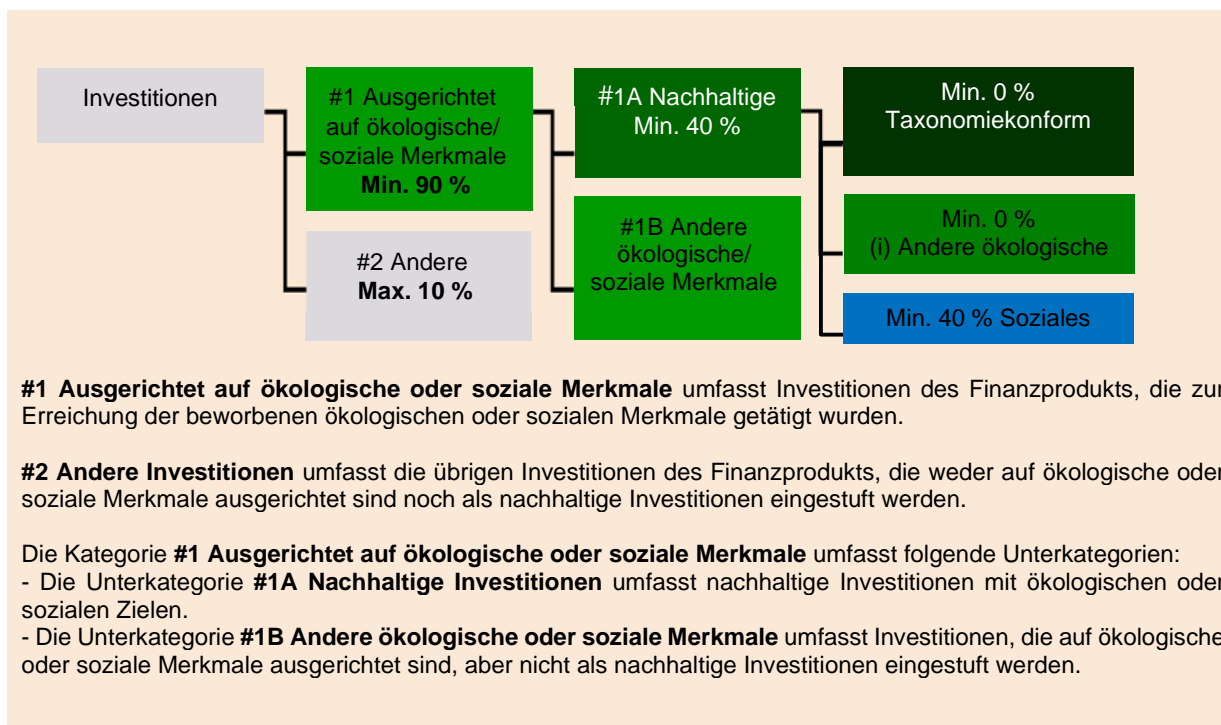 Investitionen
#1 Ausgerichtet
auf ökologische/
soziale Merkmale
Min. 90 %
#2 Andere
Max. 10 %
#1A Nachhaltige
Min. 40 %
#1B Andere
ökologische/
soziale Merkmale
Min. 0 %
Taxonomiekonform
Min. 0 %
(i) Andere ökologische
Min. 40 % Soziales
#1 Ausgerichtet auf ökologische oder soziale Merkmale umfasst Investitionen des Finanzprodukts, die zur
Erreichung der beworbenen ökologischen oder sozialen Merkmale getätigt wurden.
#2 Andere Investitionen umfasst die übrigen Investitionen des Finanzprodukts, die weder auf ökologische oder
soziale Merkmale ausgerichtet sind noch als nachhaltige Investitionen eingestuft werden.
Die Kategorie #1 Ausgerichtet auf ökologische oder soziale Merkmale umfasst folgende Unterkategorien:
- Die Unterkategorie #1A Nachhaltige Investitionen umfasst nachhaltige Investitionen mit ökologischen oder
sozialen Zielen.
- Die Unterkategorie #1B Andere ökologische oder soziale Merkmale umfasst Investitionen, die auf ökologische
oder soziale Merkmale ausgerichtet sind, aber nicht als nachhaltige Investitionen eingestuft werden.